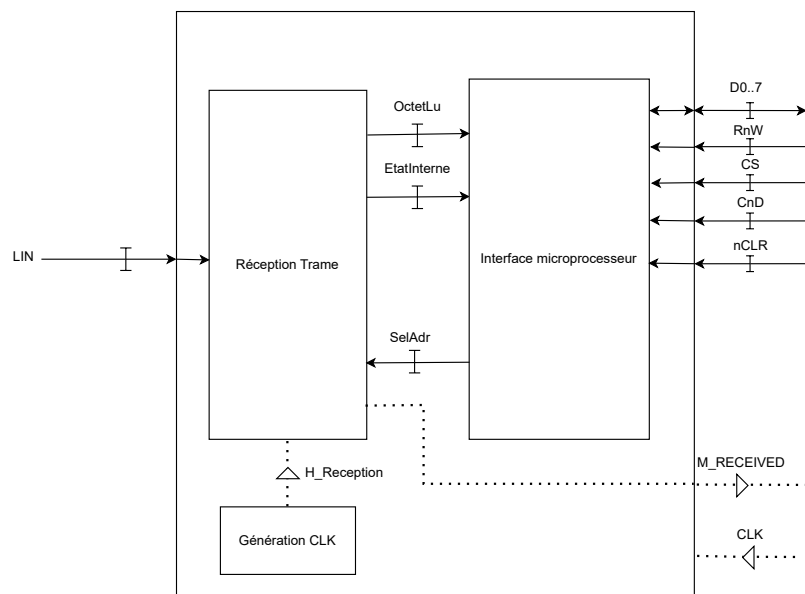 D0..7
OctetLu
RnW
EtatInterne
CS
CnD
LIN
Réception Trame
Interface microprocesseur
nCLR
SelAdr
H_Reception
M_RECEIVED
Génération CLK
CLK